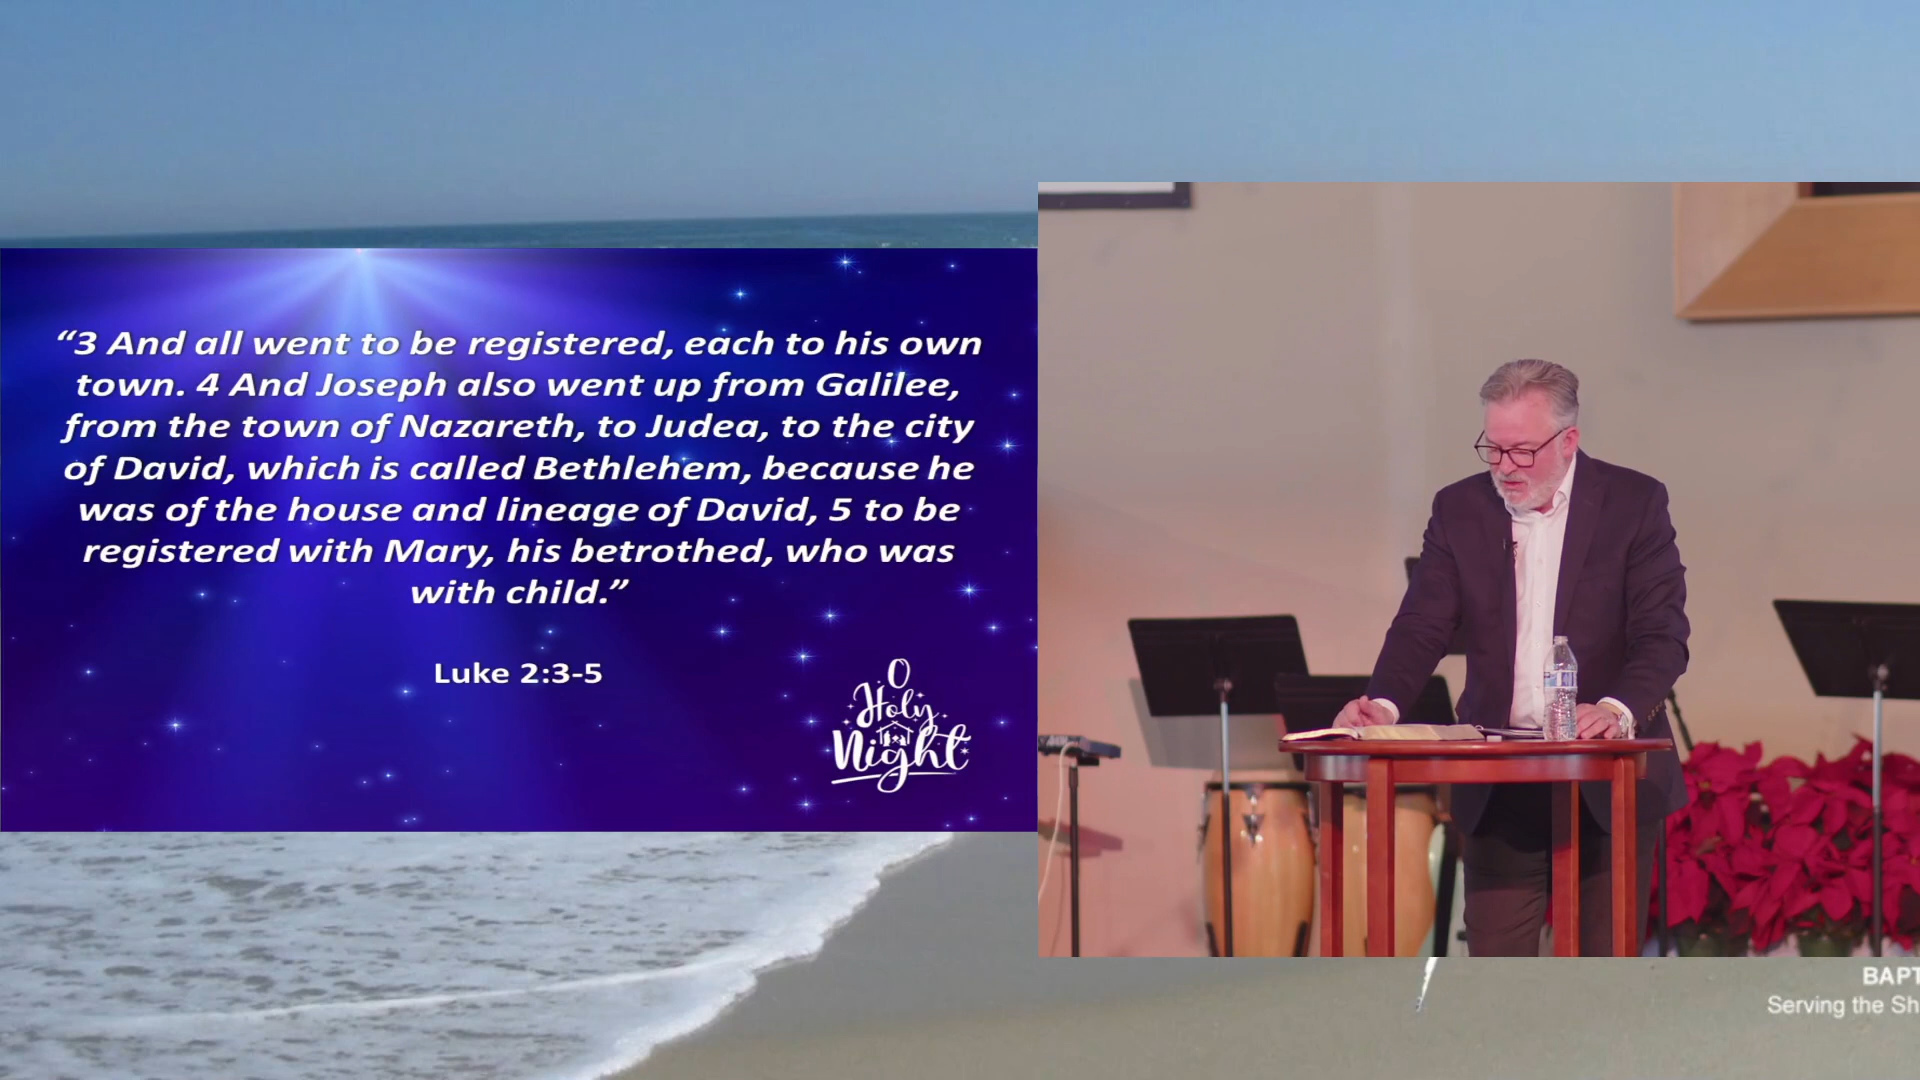 “3 And all went to be registered, each to his own
town. 4 And Joseph also went up from Galilee,
from the town of Nazareth, to Judea, to the city
of David, which is called Bethlehem, because he
was of the house and lineage of David, 5 to be
registered with Mary, his betrothed, who was
with child.”
Luke 2:3-5
O
Holy
Night
BAPT
Serving the Sh